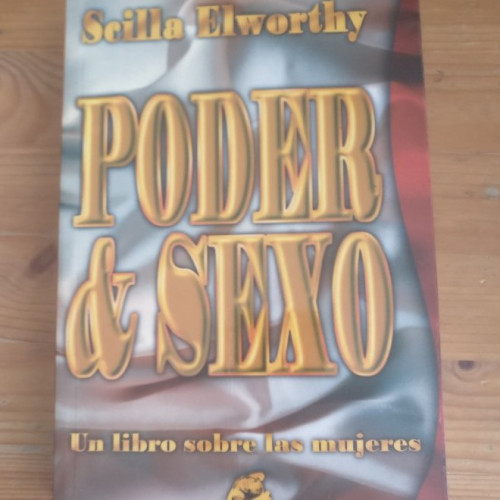 Scilla Elworthy
PODER
& SEXO
Un libro sobre las mujeres